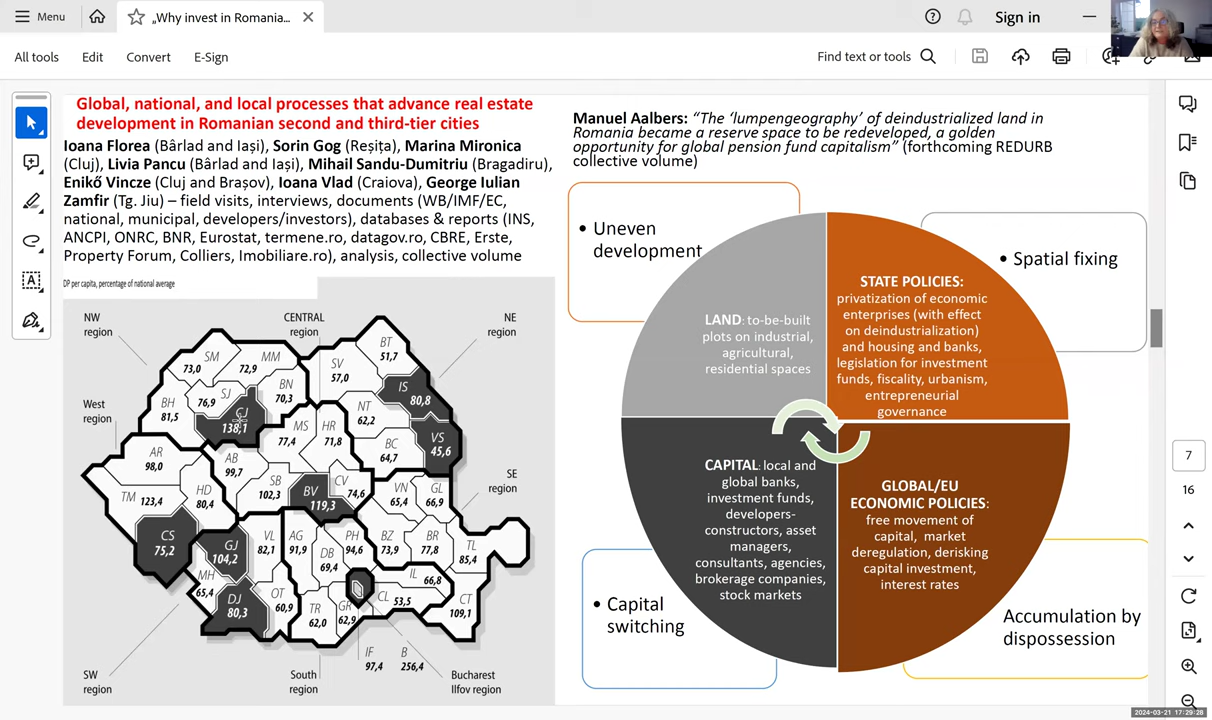 Menu
„Why invest in Romania...
Sign in
All tools
Edit
Convert
E-Sign
Find text or tools
Global, national, and local processes that advance real estate
development in Romanian second and third-tier cities
Ioana Florea (Bârlad and Iași), Sorin Gog (Reșița), Marina Mironica
(Cluj), Livia Pancu (Bârlad and Iași), Mihail Sandu-Dumitriu (Bragadiru),
Enikő Vincze (Cluj and Brașov), Ioana Vlad (Craiova), George Iulian
Zamfir (Tg. Jiu) – field visits, interviews, documents (WB/IMF/EC,
national, municipal, developers/investors), databases & reports (INS,
ANCPI, ONRC, BNR, Eurostat, termene.ro, datagov.ro, CBRE, Erste,
Property Forum, Colliers, Imobiliare.ro), analysis, collective volume
DP per capita, percentage of national average
NW
region
CENTRAL
region
NE
region
West
region
SE
region
SW
region
South
region
Bucharest
Ilfov region
SM
73,0
MM
72,9
BT
51,7
SV
57,0
BH
81,5
SJ
76,9
BN
70,3
IS
80,8
CJ
138,1
NT
62,2
MS
77,4
HR
71,8
BC
64,7
VS
45,6
AR
98,0
AB
99,7
TM 123,4
HD
80,4
SB
102,3
BV
119,3
CV
74,6
VN
65,4
GL
66,9
CS
75,2
GJ
104,2
VL
82,1
AG
91,9
PH
94,6
BZ
73,9
BR
77,8
TL
85,4
DB
69,4
MH
65,4
OT
60,9
DJ
80,3
TR
62,0
GR
62,9
IL
66,8
CL
53,5
CT
109,1
IF
97,4
B
256,4
Manuel Aalbers: “The ‘lumpengeography’ of deindustrialized land in
Romania became a reserve space to be redeveloped, a golden
opportunity for global pension fund capitalism” (forthcoming REDURB
collective volume)
• Uneven
development
• Spatial fixing
LAND: to-be-built
plots on industrial,
agricultural,
residential spaces
STATE POLICIES:
privatization of economic
enterprises (with effect
on deindustrialization)
and housing and banks,
legislation for investment
funds, fiscality, urbanism,
entrepreneurial
governance
CAPITAL: local and
global banks,
investment funds,
developers-
constructors, asset
managers,
consultants, agencies,
brokerage companies,
stock markets
GLOBAL/EU
ECONOMIC POLICIES:
free movement of
capital, market
deregulation, derisking
capital investment,
interest rates
• Capital
switching
Accumulation by
dispossession
7
16
2024-03-21 17:29:28